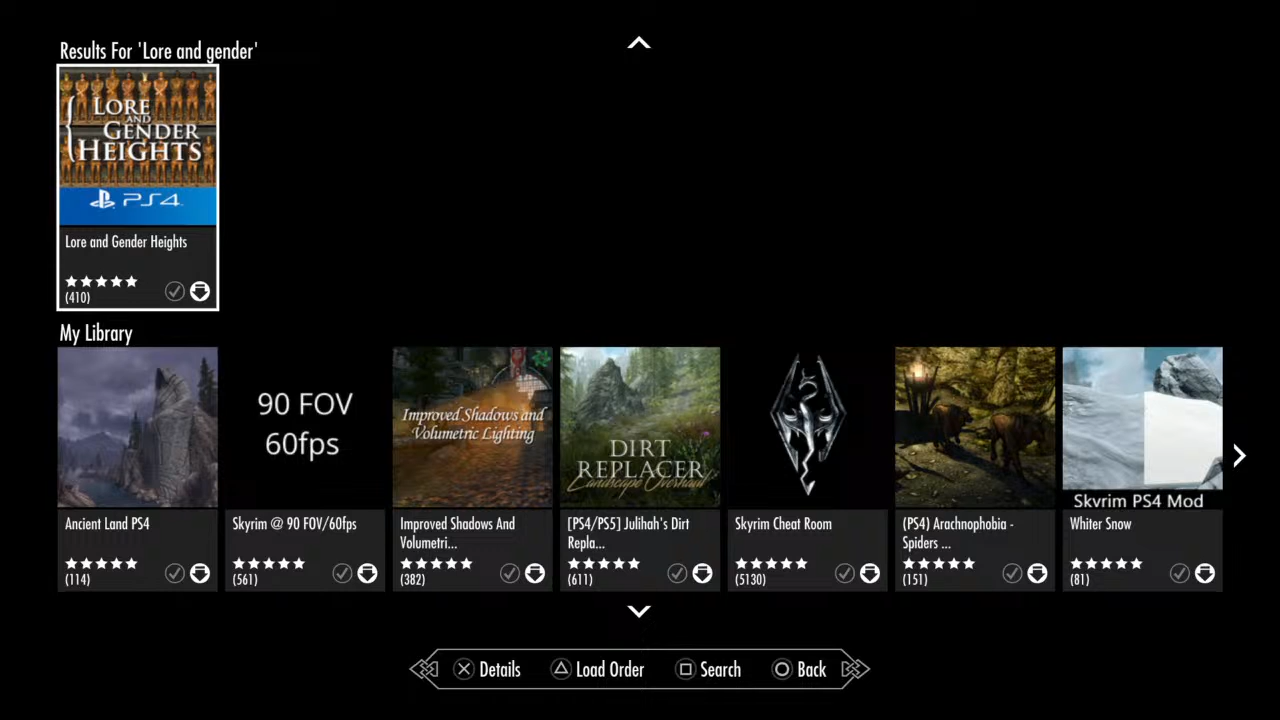 Results For 'Lore and gender'
LORE
AND
GENDER
HEIGHTS
PS4
Lore and Gender Heights
(410)
My Library
90 FOV
60fps
Improved Shadows and
Volumetric Lighting
DIRT
REPLACER
Landscape Overhaul
Skyrim PS4 Mod
Ancient Land PS4
(114)
Skyrim @ 90 FOV/60fps
(561)
Improved Shadows And
Volumetri...
(382)
[PS4/PS5] Julihah's Dirt
Repla...
(611)
Skyrim Cheat Room
(5130)
(PS4) Arachnophobia -
Spiders ...
(151)
Whiter Snow
(81)
Details Load Order Search Back